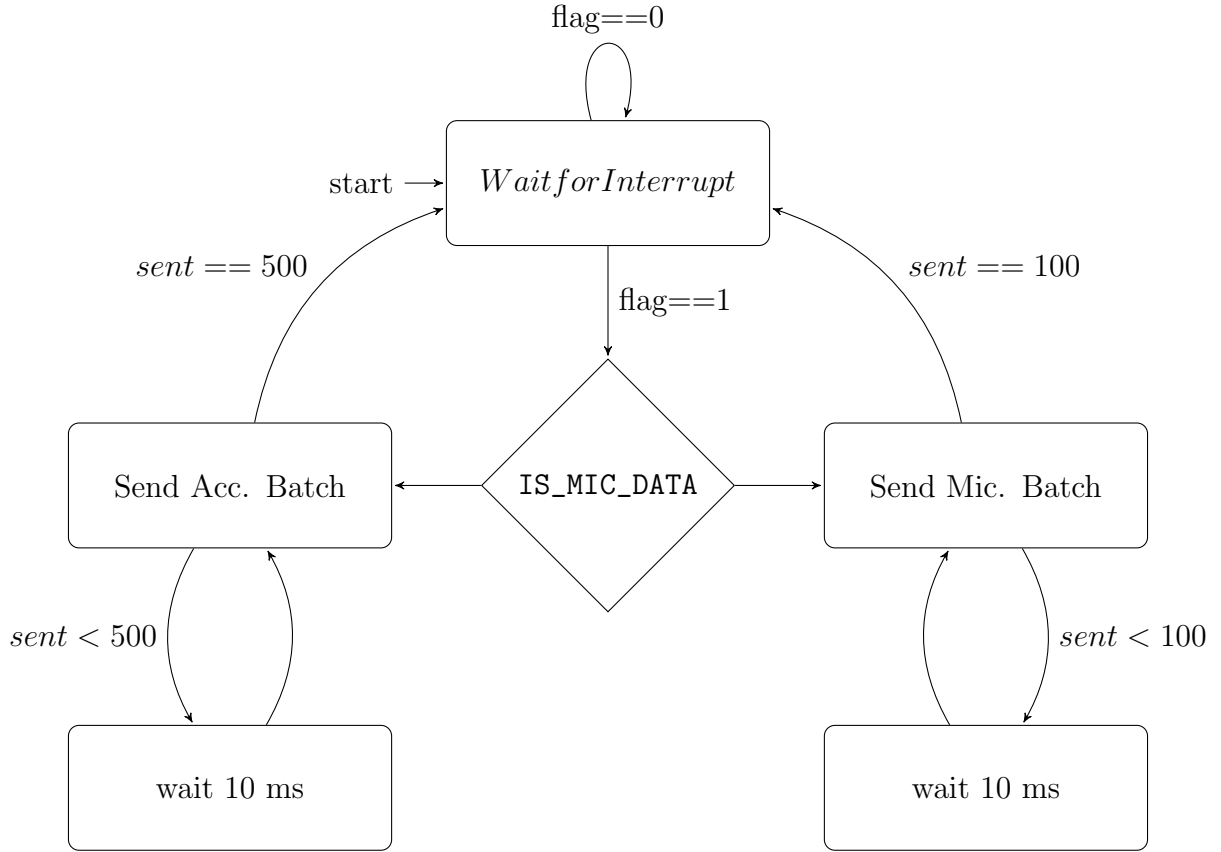 flag==0
start
WaitforInterrupt
sent == 500
sent == 100
flag==1
Send Acc. Batch
IS_MIC_DATA
Send Mic. Batch
sent < 500
sent < 100
wait 10 ms
wait 10 ms